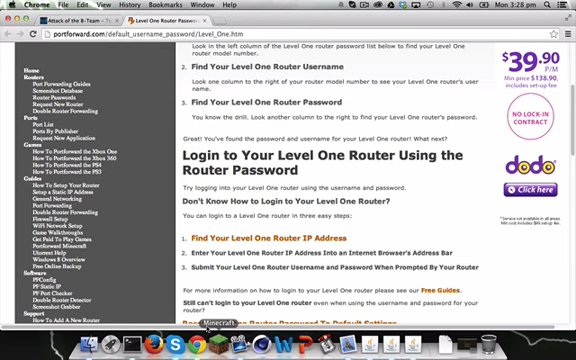 Chrome File Edit View History Bookmarks Window Help
Mon 3:28 pm
Attack of the B-Team – T
Level One Router Passwor
portforward.com/default_username_password/Level_One.htm
Home
Routers
Port Forwarding Guides
Screenshot Database
Router Passwords
Request New Router
Double Router Forwarding
Ports
Port List
Ports By Publisher
Request New Application
Games
How To Portforward the Xbox One
How To Portforward the Xbox 360
How To Portforward the PS4
How To Portforward the PS3
Guides
How To Setup Your Router
Setup a Static IP Address
General Networking
Port Forwarding
Double Router Forwarding
Firewall Setup
WiFi Network Setup
Game Walkthroughs
Get Paid To Play Games
Portforward Minecraft
Windows 8 Overview
Free Online Backup
Software
PFConfig
PF Static IP
PF Port Checker
Double Router Detector
Screenshot Grabber
Support
How To Add A New Router
Look in the left column of the Level One router password list below to find your Level One router model number.
2. Find Your Level One Router Username
Look one column to the right of your router model number to see your Level One router's user name.
3. Find Your Level One Router Password
You know the drill. Look another column to the right to find your Level One router's password.
Great! You've found the password and username for your Level One router! What next?
Login to Your Level One Router Using the
Router Password
Try logging into your Level One router using the username and password.
Don't Know How to Login to Your Level One Router?
You can login to a Level One router in three easy steps:
1. Find Your Level One Router IP Address
2. Enter Your Level One Router IP Address Into an Internet Browser's Address Bar
3. Submit Your Level One Router Username and Password When Prompted By Your Router
For more information on how to login to your Level One router please see our Free Guides.
Still can't login to your Level One router even when using the username and password for your
router?
Minecraft
$39.90
P/M
Min price $138.90,
includes set-up fee
NO LOCK-IN
CONTRACT
dodo
Click here
*Service not available in all areas.
Min cost includes $99 set-up fee.